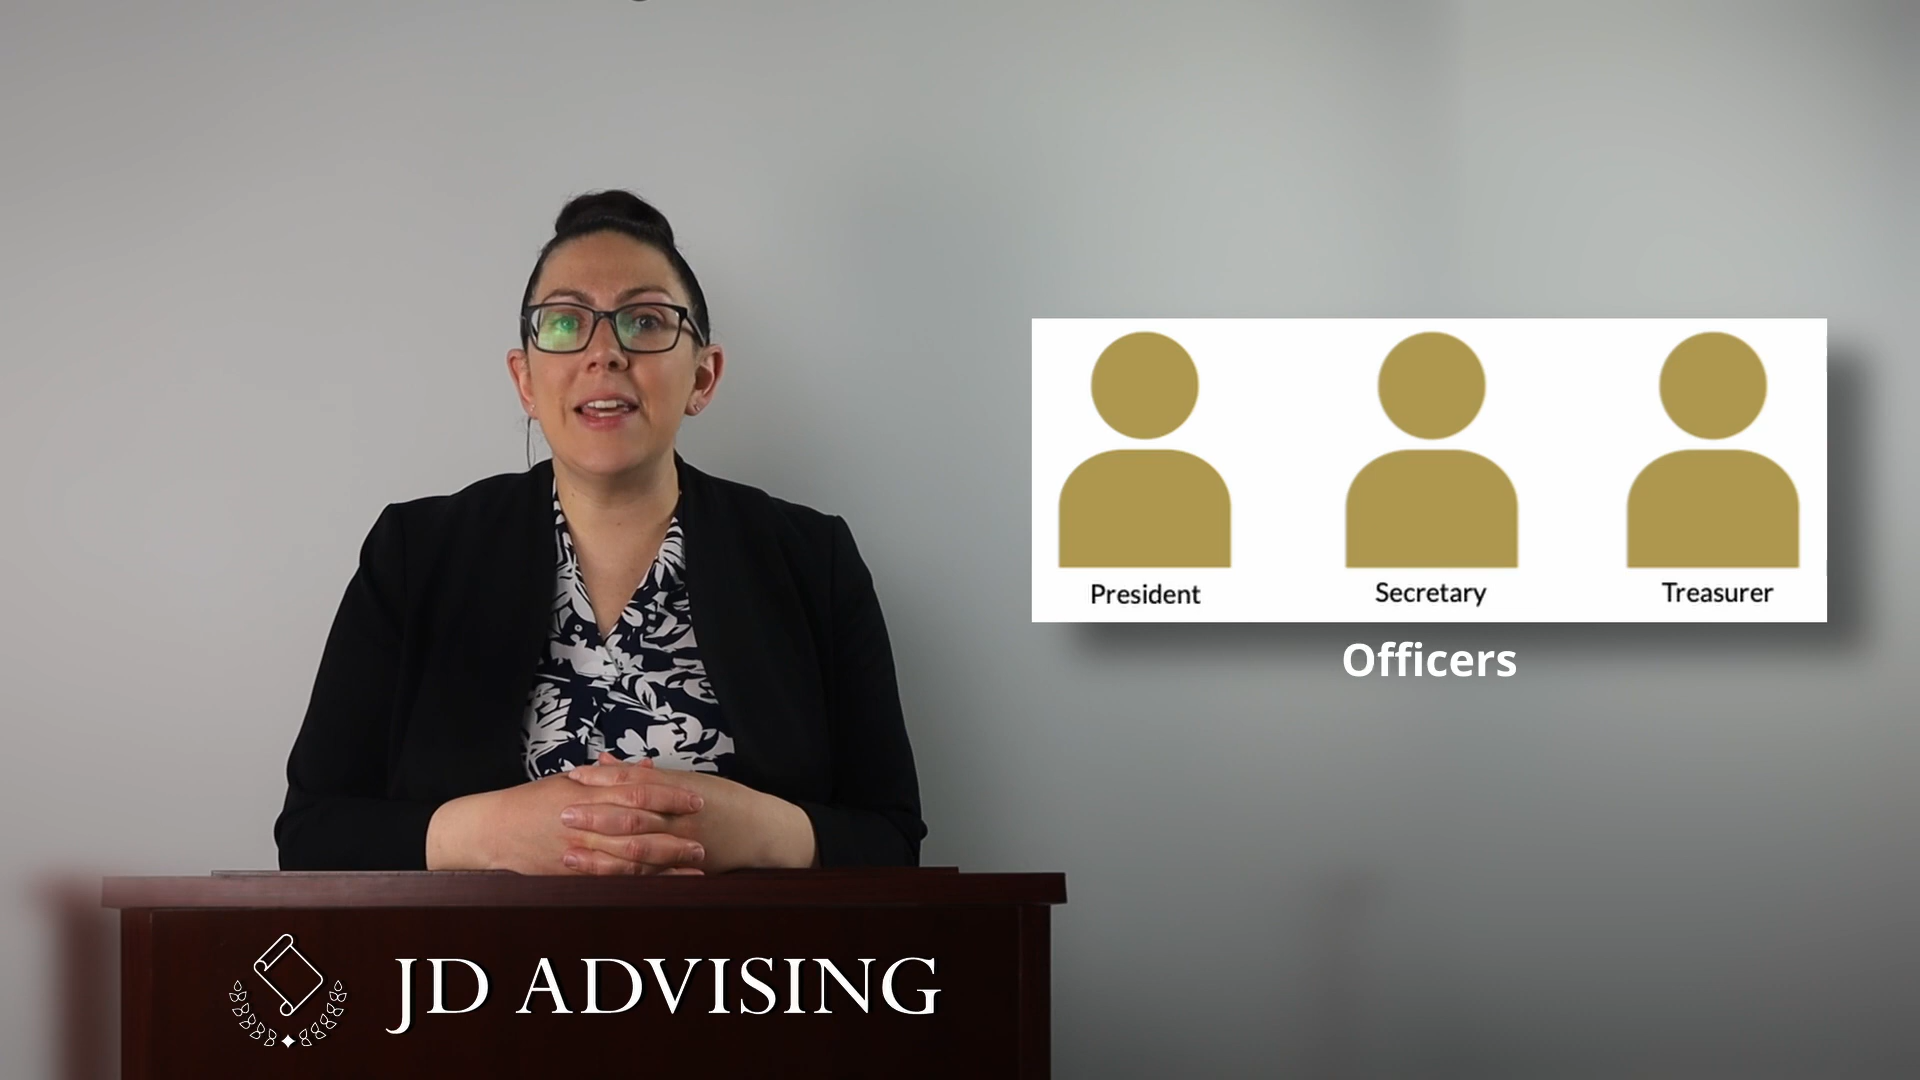 President
Secretary
Treasurer
Officers
JD ADVISING